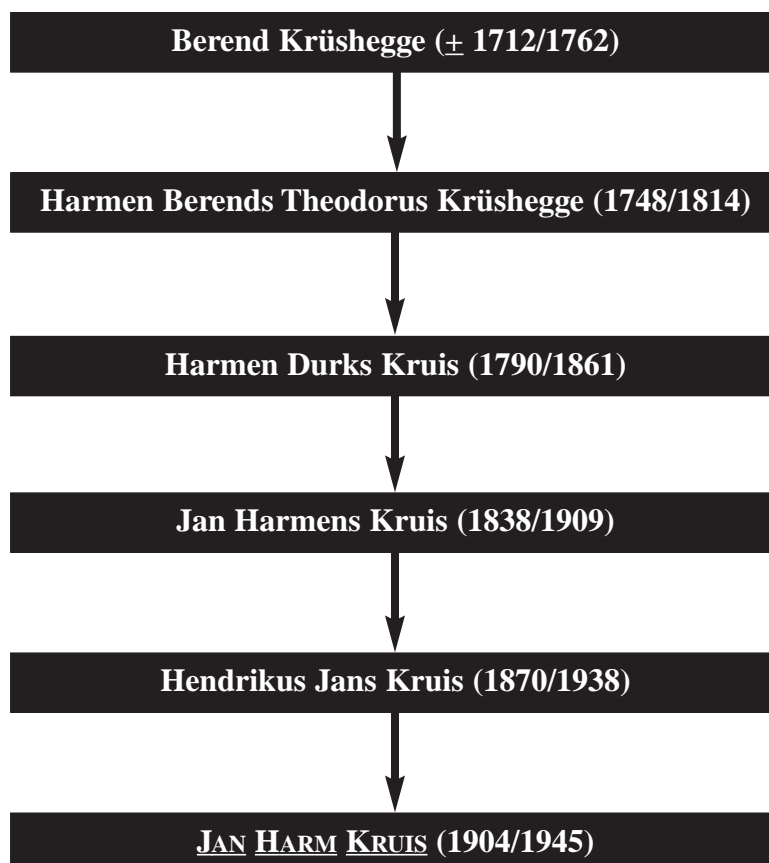 Berend Krüshegge (± 1712/1762)
Harmen Berends Theodorus Krüshegge (1748/1814)
Harmen Durks Kruis (1790/1861)
Jan Harmens Kruis (1838/1909)
Hendrikus Jans Kruis (1870/1938)
JAN HARM KRUIS (1904/1945)